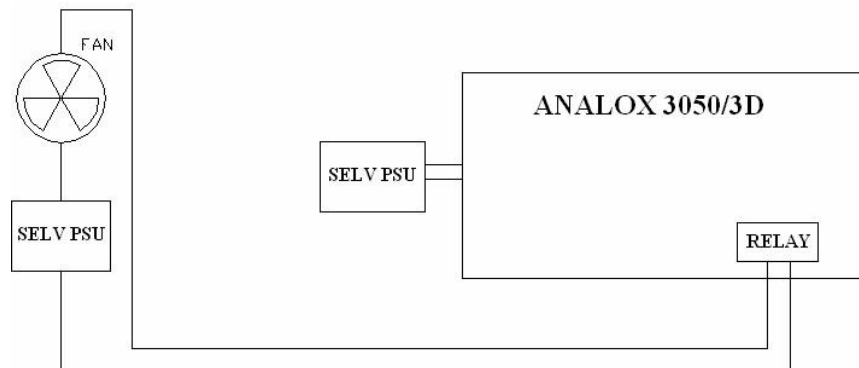 FAN
ANALOX 3050/3D
SELV PSU
SELV PSU
RELAY